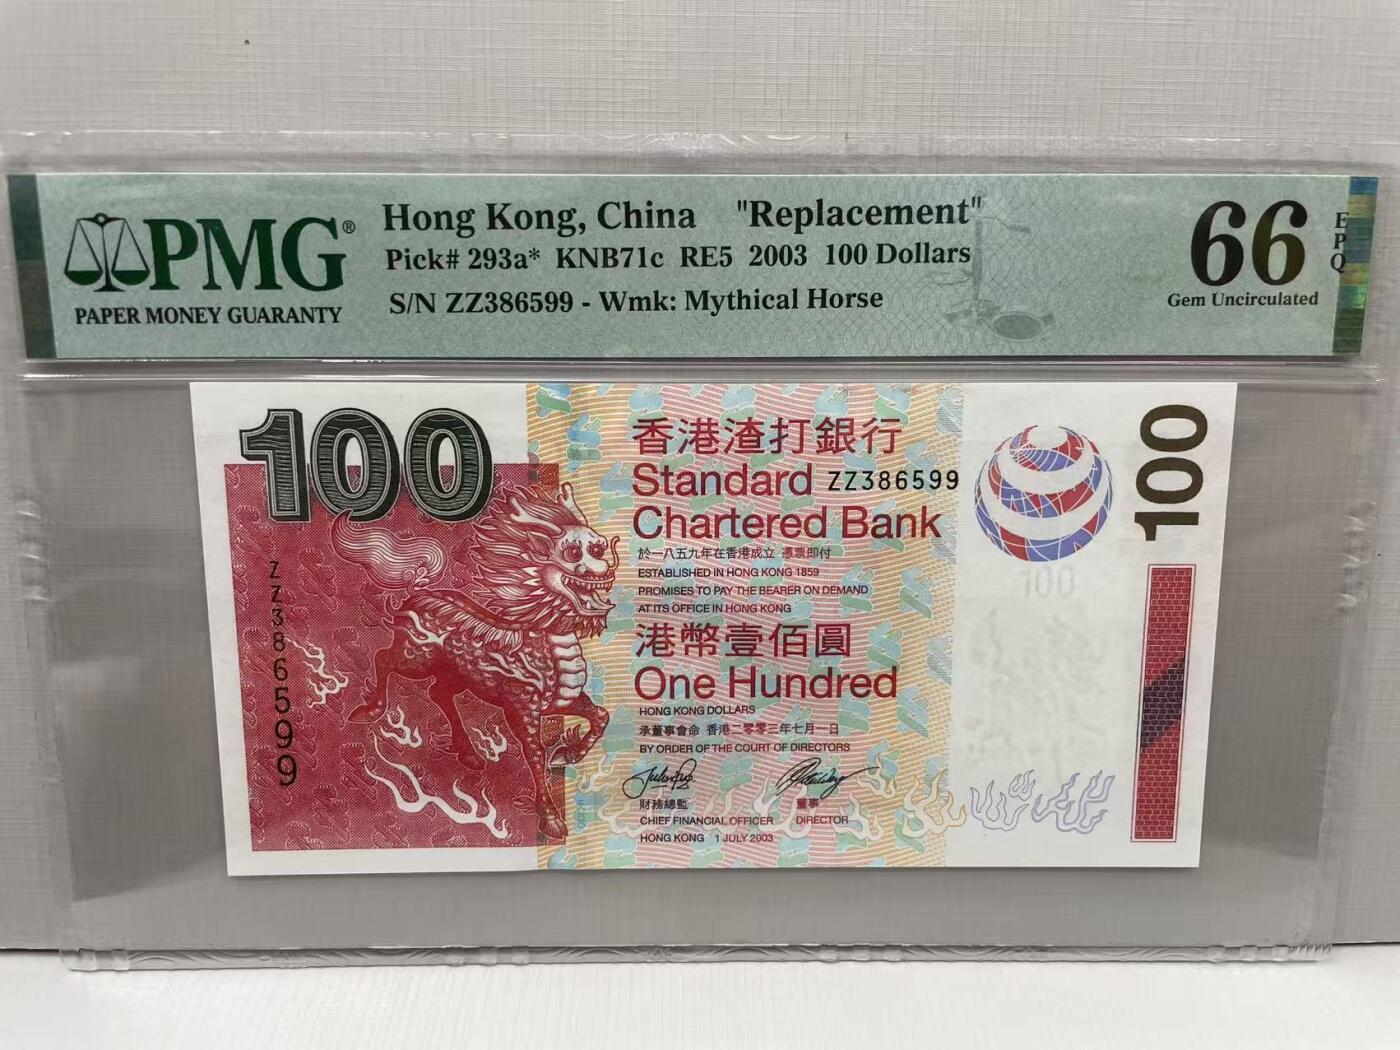 PMG®
PAPER MONEY GUARANTY
Hong Kong, China "Replacement"
Pick# 293a* KNB71c RE5 2003 100 Dollars
S/N ZZ386599 - Wmk: Mythical Horse
66
EPQ
Gem Uncirculated
100
香港渣打銀行
Standard
ZZ386599
Chartered Bank
於一八五九年在香港成立 憑票即付
ESTABLISHED IN HONG KONG 1859
PROMISES TO PAY THE BEARER ON DEMAND
AT ITS OFFICE IN HONG KONG
港幣壹佰圓
One Hundred
HONG KONG DOLLARS
承董事會命 香港二零零三年七月一日
BY ORDER OF THE COURT OF DIRECTORS
財務總監 董事
CHIEF FINANCIAL OFFICER DIRECTOR
HONG KONG 1 JULY 2003
ZZ386599
100
100